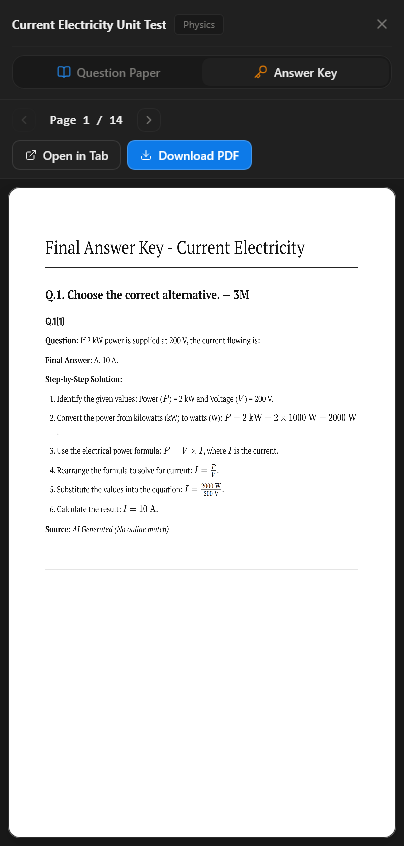 Current Electricity Unit Test Physics
Question Paper Answer Key
Page 1 / 14
Open in Tab Download PDF
Final Answer Key - Current Electricity
Q.1. Choose the correct alternative. – 3M
Q.1(1)
Question: If 2 kW power is supplied at 200 V, the current flowing is:
Final Answer: A. 10 A.
Step-by-Step Solution:
1. Identify the given values: Power (P) = 2 kW and Voltage (V) = 200 V.
2. Convert the power from kilowatts (kW) to watts (W): P = 2 kW = 2 × 1000 W = 2000 W
.
3. Use the electrical power formula: P = V × I, where I is the current.
4. Rearrange the formula to solve for current: I = P/V.
5. Substitute the values into the equation: I = 2000 W/200 V.
6. Calculate the result: I = 10 A.
Source: AI Generated (No online match)